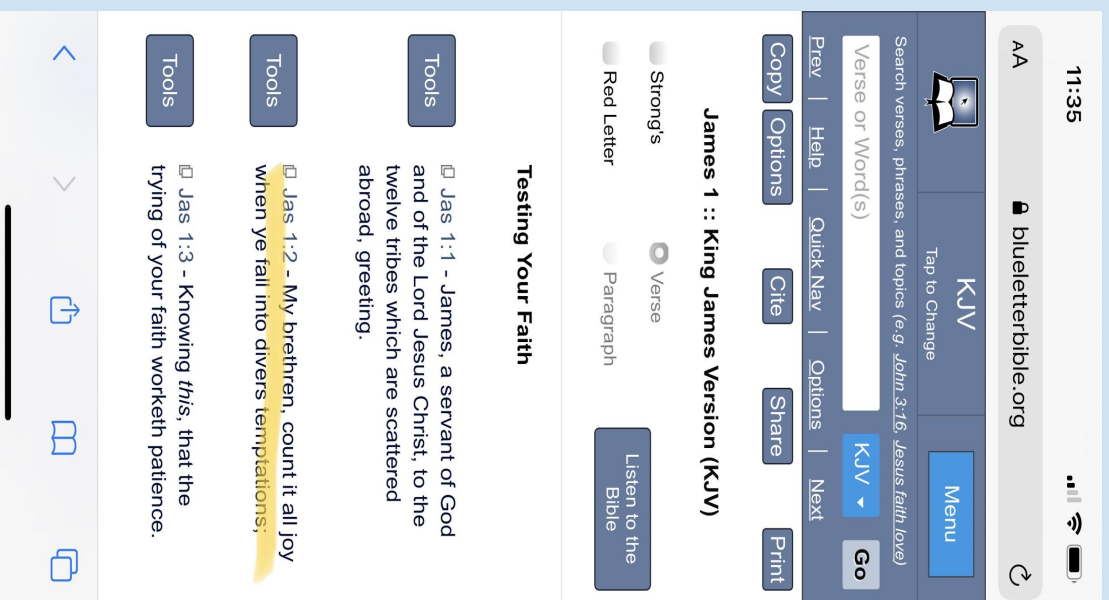 11:35
AA blueletterbible.org
KJV
Tap to Change
Menu
Search verses, phrases, and topics (e.g. John 3:16, Jesus faith love)
Verse or Word(s) KJV Go
Prev | Help | Quick Nav | Options | Next
Copy Options Cite Share Print
James 1 :: King James Version (KJV)
Strong's Verse
Red Letter Paragraph
Listen to the
Bible
Testing Your Faith
Tools
Jas 1:1 - James, a servant of God
and of the Lord Jesus Christ, to the
twelve tribes which are scattered
abroad, greeting.
Tools
Jas 1:2 - My brethren, count it all joy
when ye fall into divers temptations;
Tools
Jas 1:3 - Knowing this, that the
trying of your faith worketh patience.